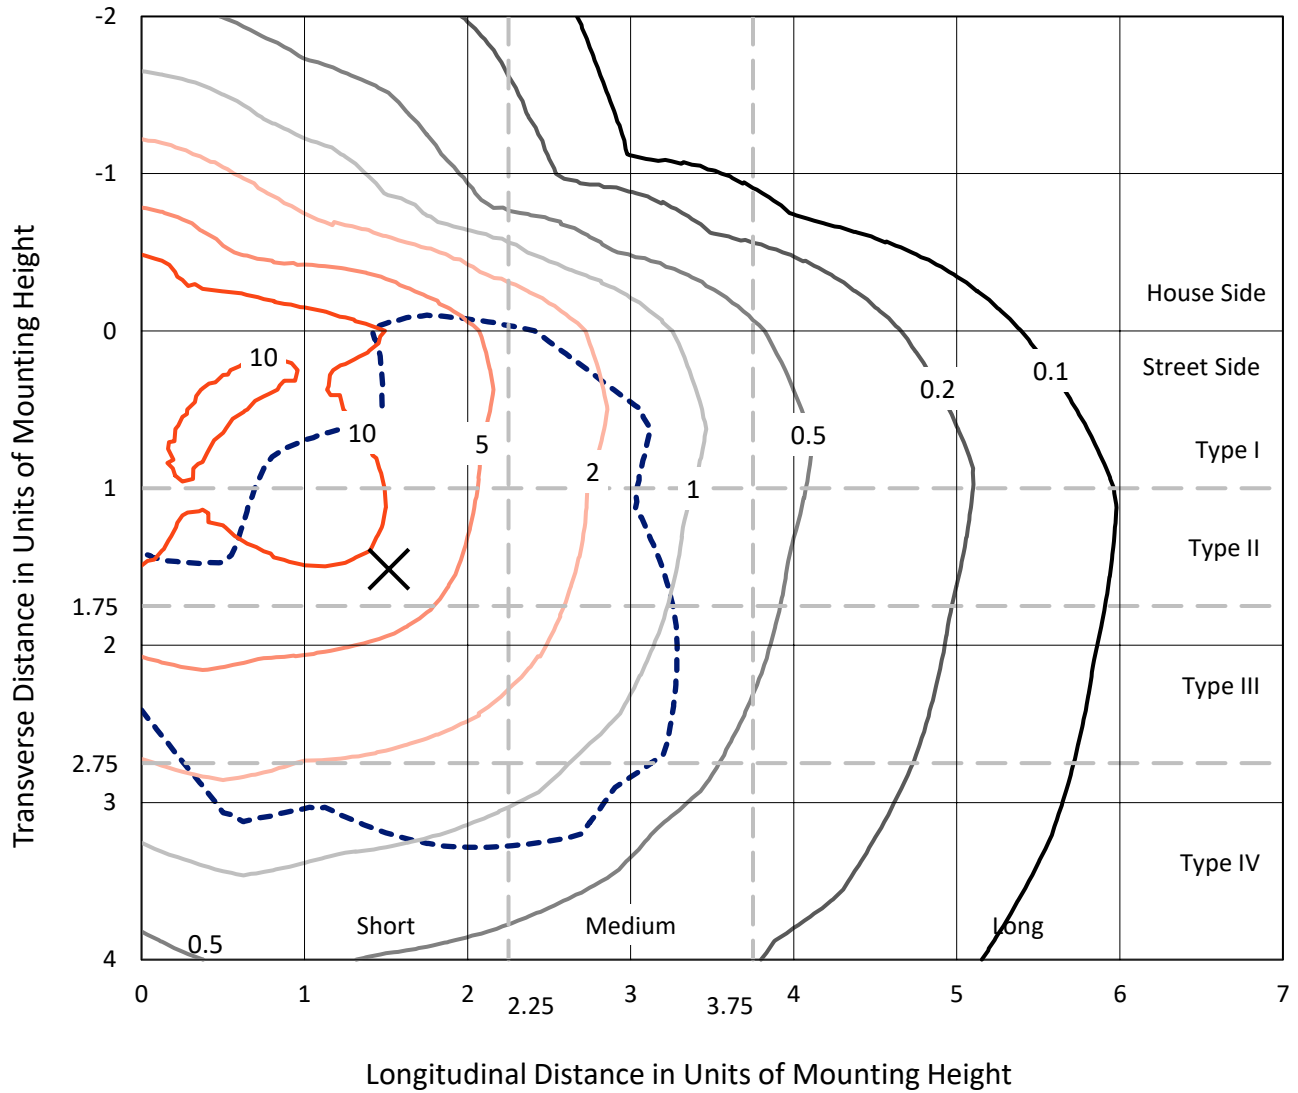 -2
-1
House Side
0
10
Street Side
0.1
0.2
10
0.5
5
Type I
2
1
1
Type II
1.75
2
Type III
2.75
3
Type IV
Short
Medium
Long
0.5
4
0
1
2
2.25
3
3.75
4
5
6
7
Transverse Distance in Units of Mounting Height
Longitudinal Distance in Units of Mounting Height